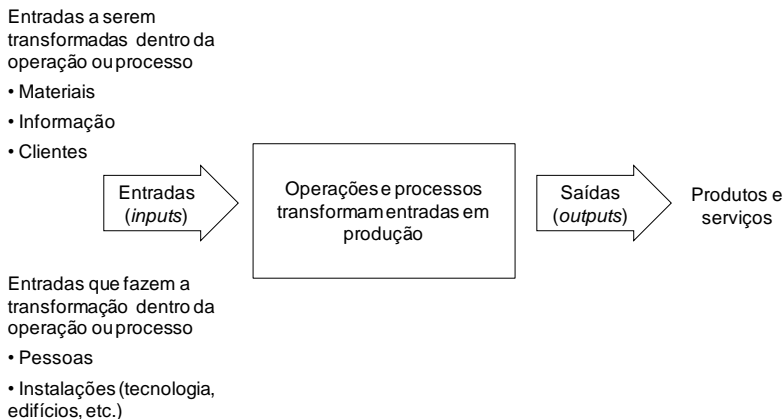 Entradas a serem
transformadas dentro da
operação ou processo
• Materiais
• Informação
• Clientes
Entradas
(inputs)
Operações e processos
transformam entradas em
produção
Saídas
(outputs)
Produtos e
serviços
Entradas que fazem a
transformação dentro da
operação ou processo
• Pessoas
• Instalações (tecnologia,
edifícios, etc.)